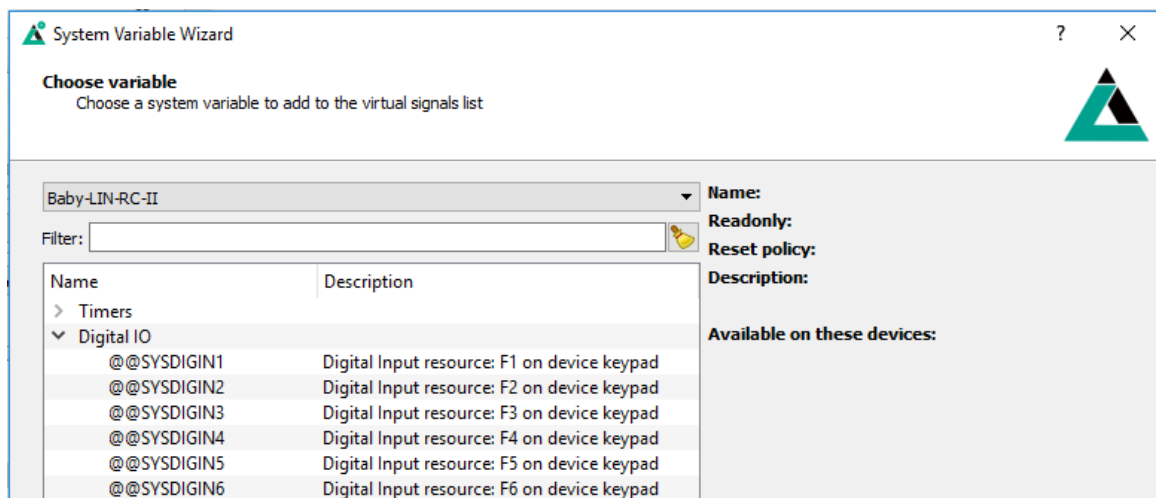 System Variable Wizard
Choose variable
Choose a system variable to add to the virtual signals list
Baby-LIN-RC-II
Filter:
Name Description
Timers
Digital IO
@@SYSDIGIN1 Digital Input resource: F1 on device keypad
@@SYSDIGIN2 Digital Input resource: F2 on device keypad
@@SYSDIGIN3 Digital Input resource: F3 on device keypad
@@SYSDIGIN4 Digital Input resource: F4 on device keypad
@@SYSDIGIN5 Digital Input resource: F5 on device keypad
@@SYSDIGIN6 Digital Input resource: F6 on device keypad
Name:
Readonly:
Reset policy:
Description:
Available on these devices: